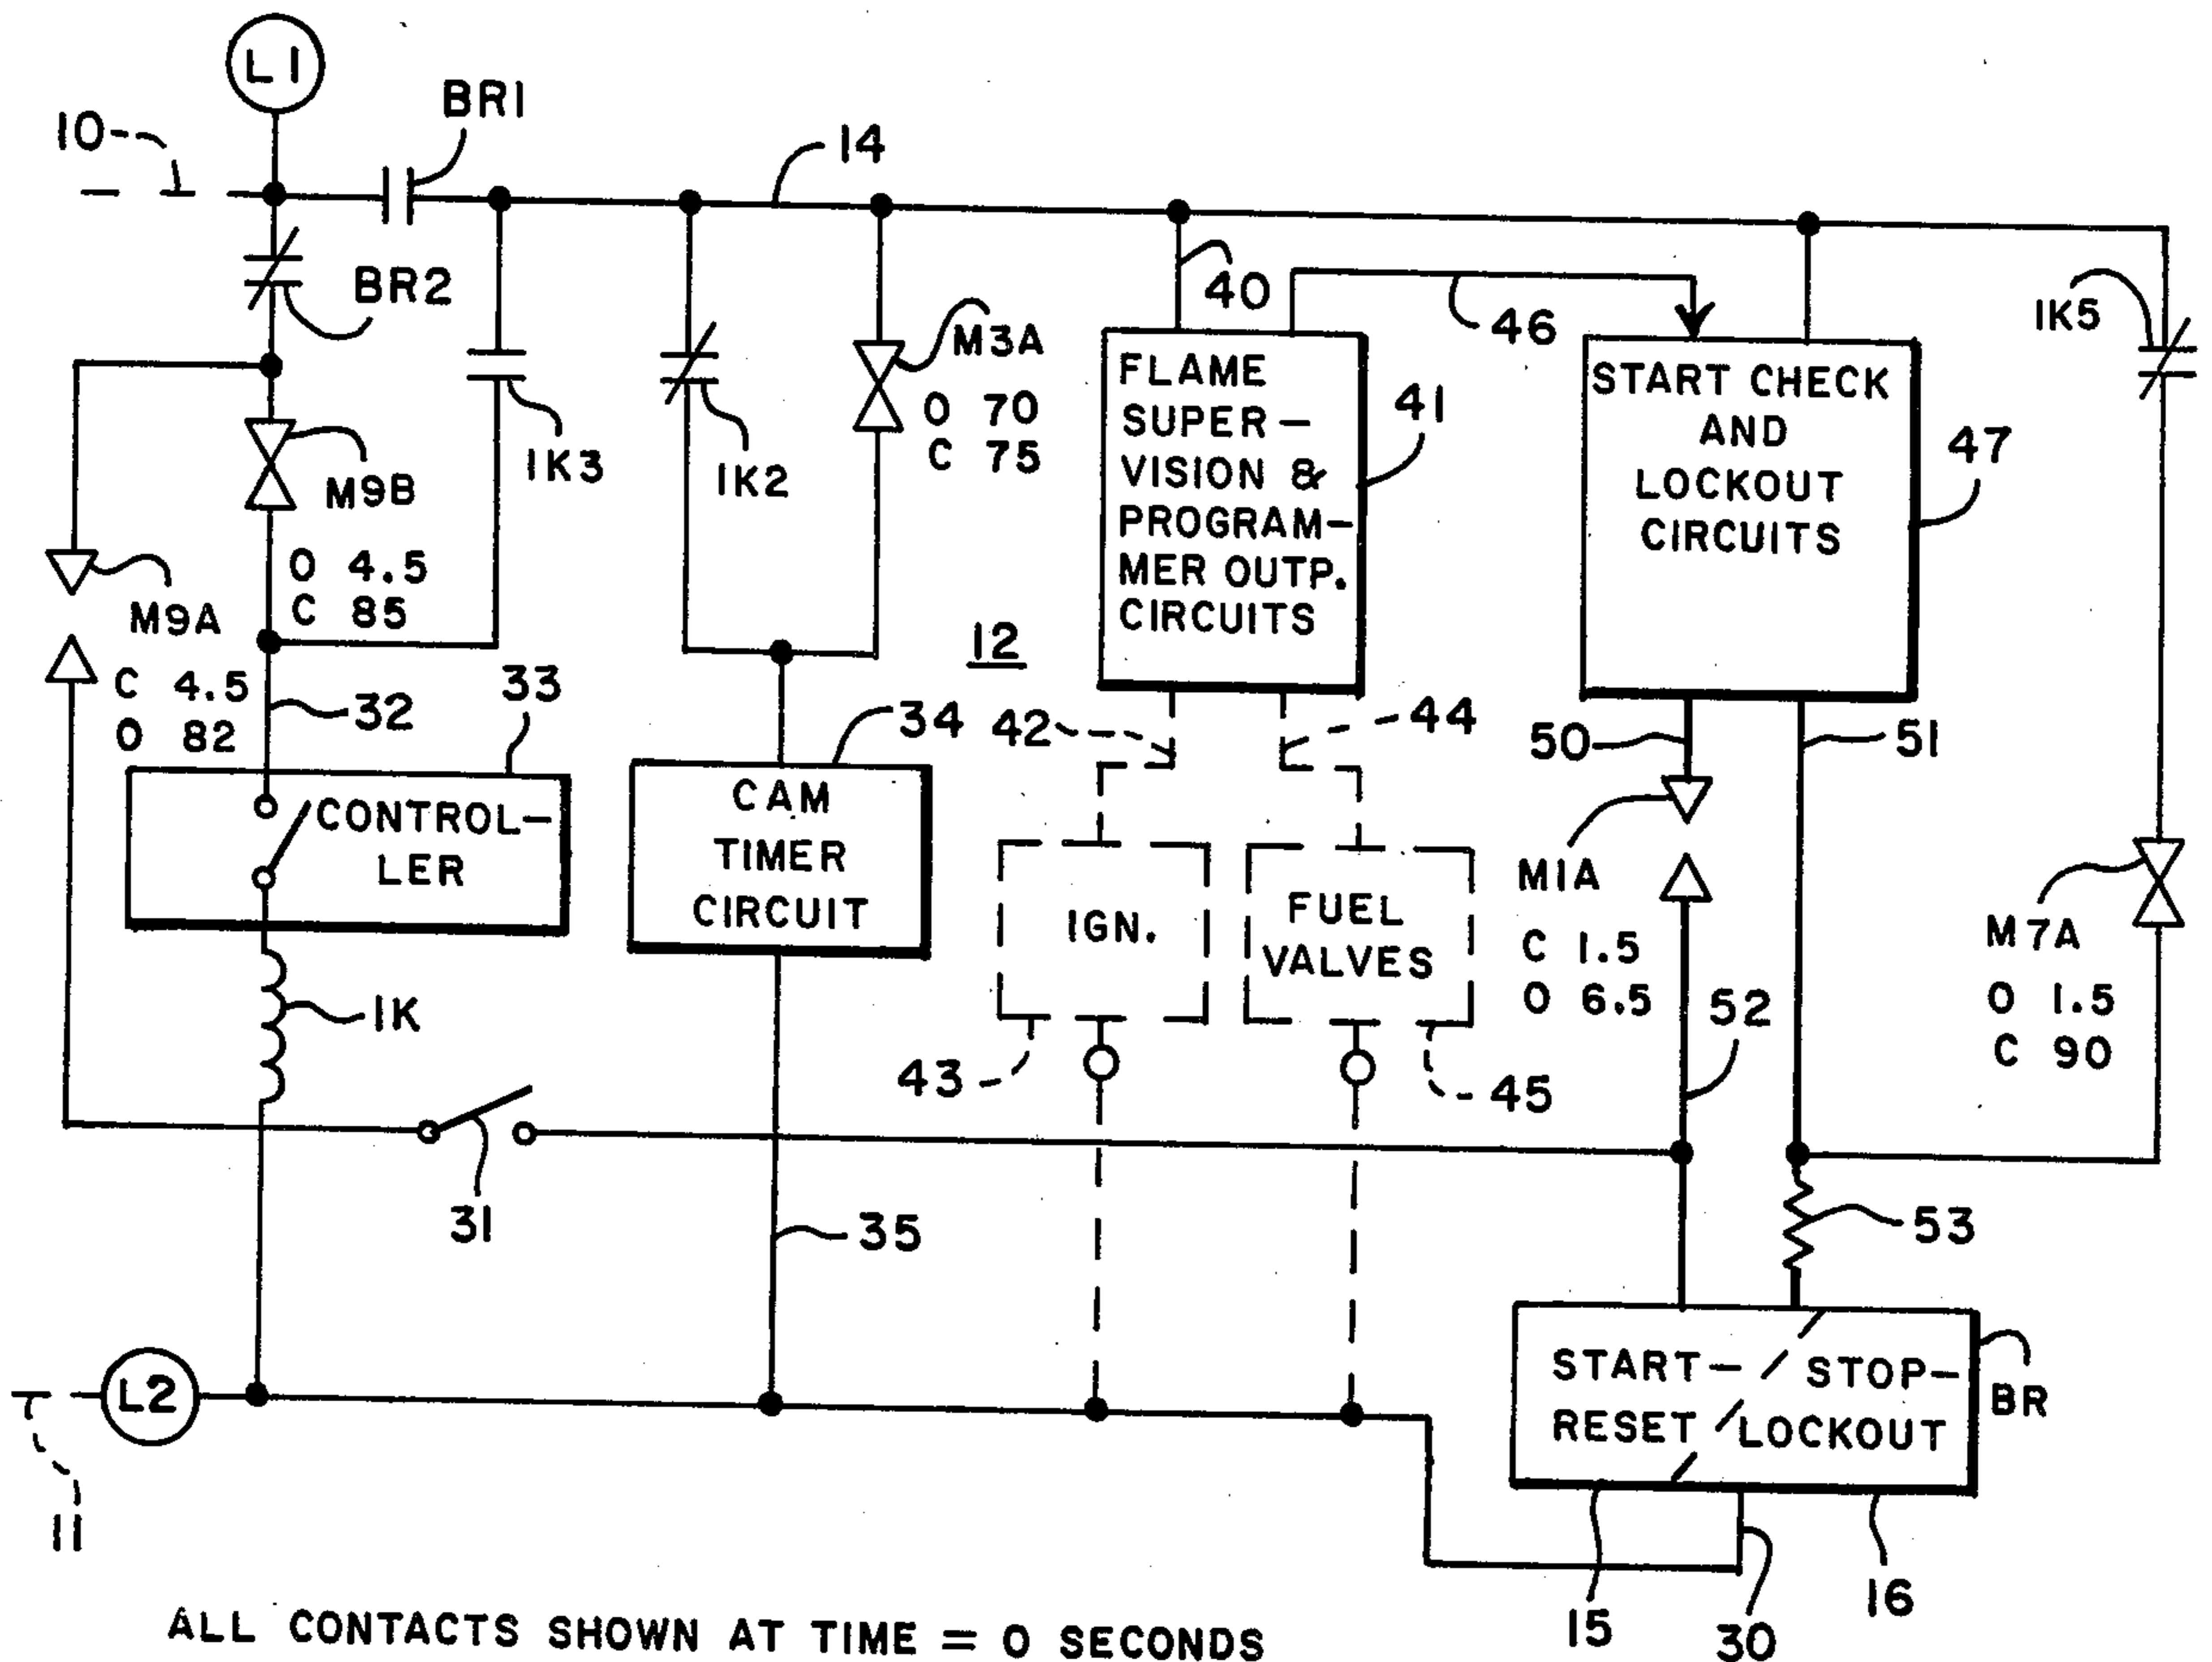 L1
BR1
10
14
BR2
40
46
1K5
M3A
O 70
C 75
FLAME
SUPER-
VISION &
PROGRAM-
MER OUTP.
CIRCUITS
41
START CHECK
AND
LOCKOUT
CIRCUITS
47
1K3
1K2
M9B
O 4.5
C 85
M9A
C 4.5
O 82
12
32
33
34
42
44
50
51
CONTROL-
LER
CAM
TIMER
CIRCUIT
IGN.
FUEL
VALVES
M1A
C 1.5
O 6.5
52
M7A
O 1.5
C 90
1K
43
45
31
35
53
L2
START-
RESET
STOP-
LOCKOUT
BR
11
15
30
16
ALL CONTACTS SHOWN AT TIME = 0 SECONDS